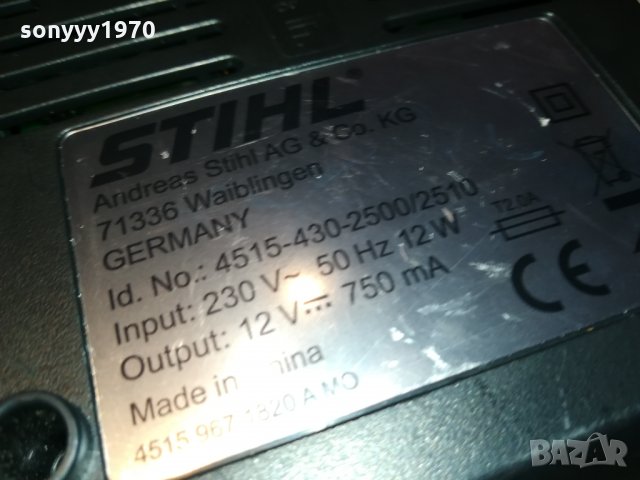 sonyyy1970
STIHL
Andreas Stihl AG & Co. KG
71336 Waiblingen
GERMANY
Id. No.: 4515-430-2500/2510
Input: 230 V~ 50 Hz 12 W
Output: 12 V⎓ 750 mA
T2.0A
CE
Made in China
4515 967 1820 A MO
BAZAR